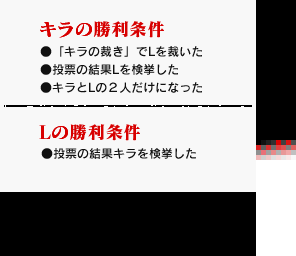 キラの勝利条件
●「キラの裁き」でLを裁いた
●投票の結果Lを検挙した
●キラとLの２人だけになった
Lの勝利条件
●投票の結果キラを検挙した